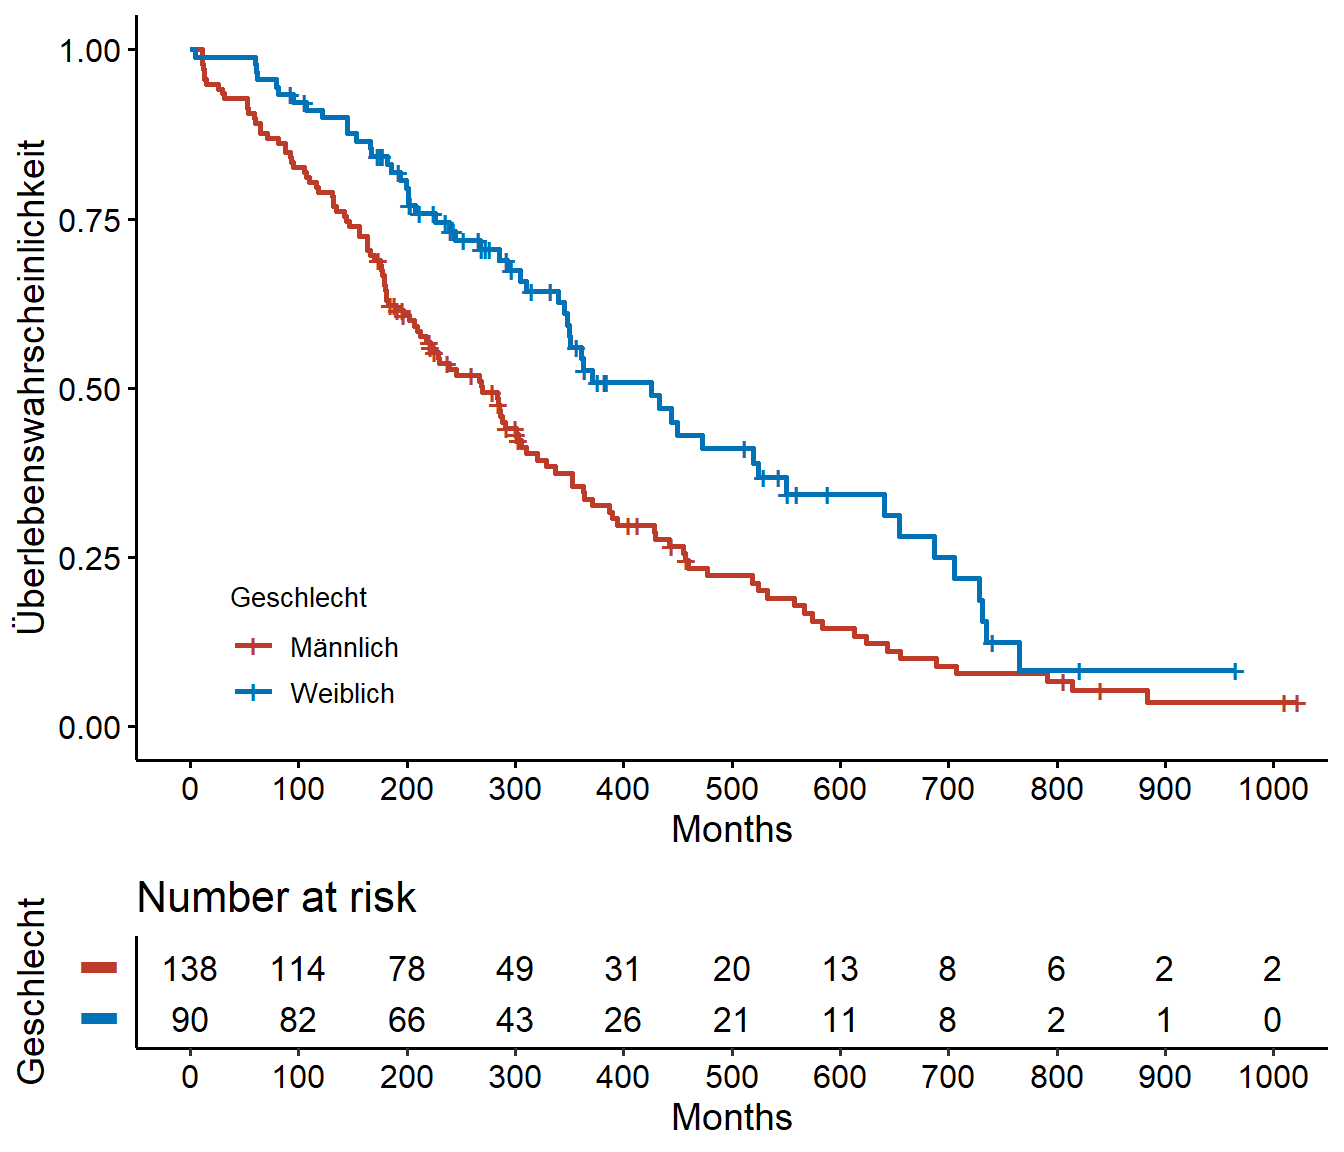 Überlebenswahrscheinlichkeit
1.00
0.75
0.50
0.25
0.00
Geschlecht
Männlich
Weiblich
0 100 200 300 400 500 600 700 800 900 1000
Months
Number at risk
Geschlecht
138 114 78 49 31 20 13 8 6 2 2
90 82 66 43 26 21 11 8 2 1 0
0 100 200 300 400 500 600 700 800 900 1000
Months